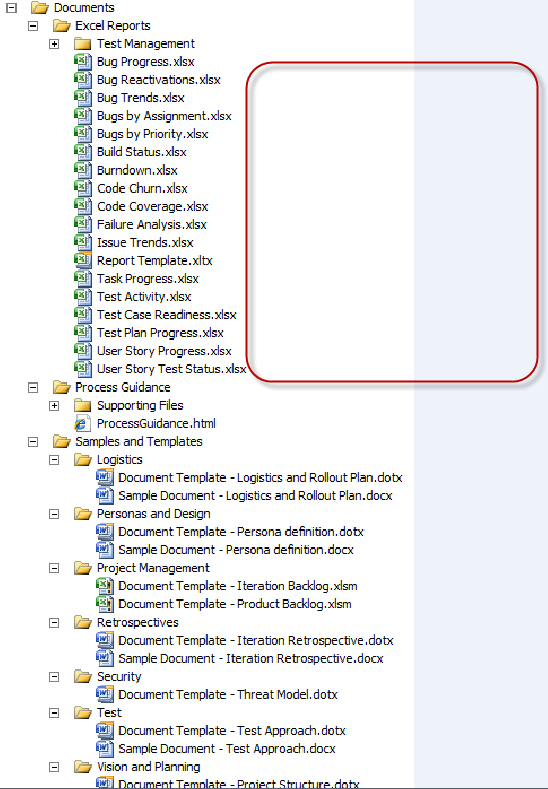 Documents
Excel Reports
Test Management
Bug Progress.xlsx
Bug Reactivations.xlsx
Bug Trends.xlsx
Bugs by Assignment.xlsx
Bugs by Priority.xlsx
Build Status.xlsx
Burndown.xlsx
Code Churn.xlsx
Code Coverage.xlsx
Failure Analysis.xlsx
Issue Trends.xlsx
Report Template.xltx
Task Progress.xlsx
Test Activity.xlsx
Test Case Readiness.xlsx
Test Plan Progress.xlsx
User Story Progress.xlsx
User Story Test Status.xlsx
Process Guidance
Supporting Files
ProcessGuidance.html
Samples and Templates
Logistics
Document Template - Logistics and Rollout Plan.dotx
Sample Document - Logistics and Rollout Plan.docx
Personas and Design
Document Template - Persona definition.dotx
Sample Document - Persona definition.docx
Project Management
Document Template - Iteration Backlog.xlsm
Document Template - Product Backlog.xlsm
Retrospectives
Document Template - Iteration Retrospective.dotx
Sample Document - Iteration Retrospective.docx
Security
Document Template - Threat Model.dotx
Test
Document Template - Test Approach.dotx
Sample Document - Test Approach.docx
Vision and Planning
Document Template - Project Structure.dotx